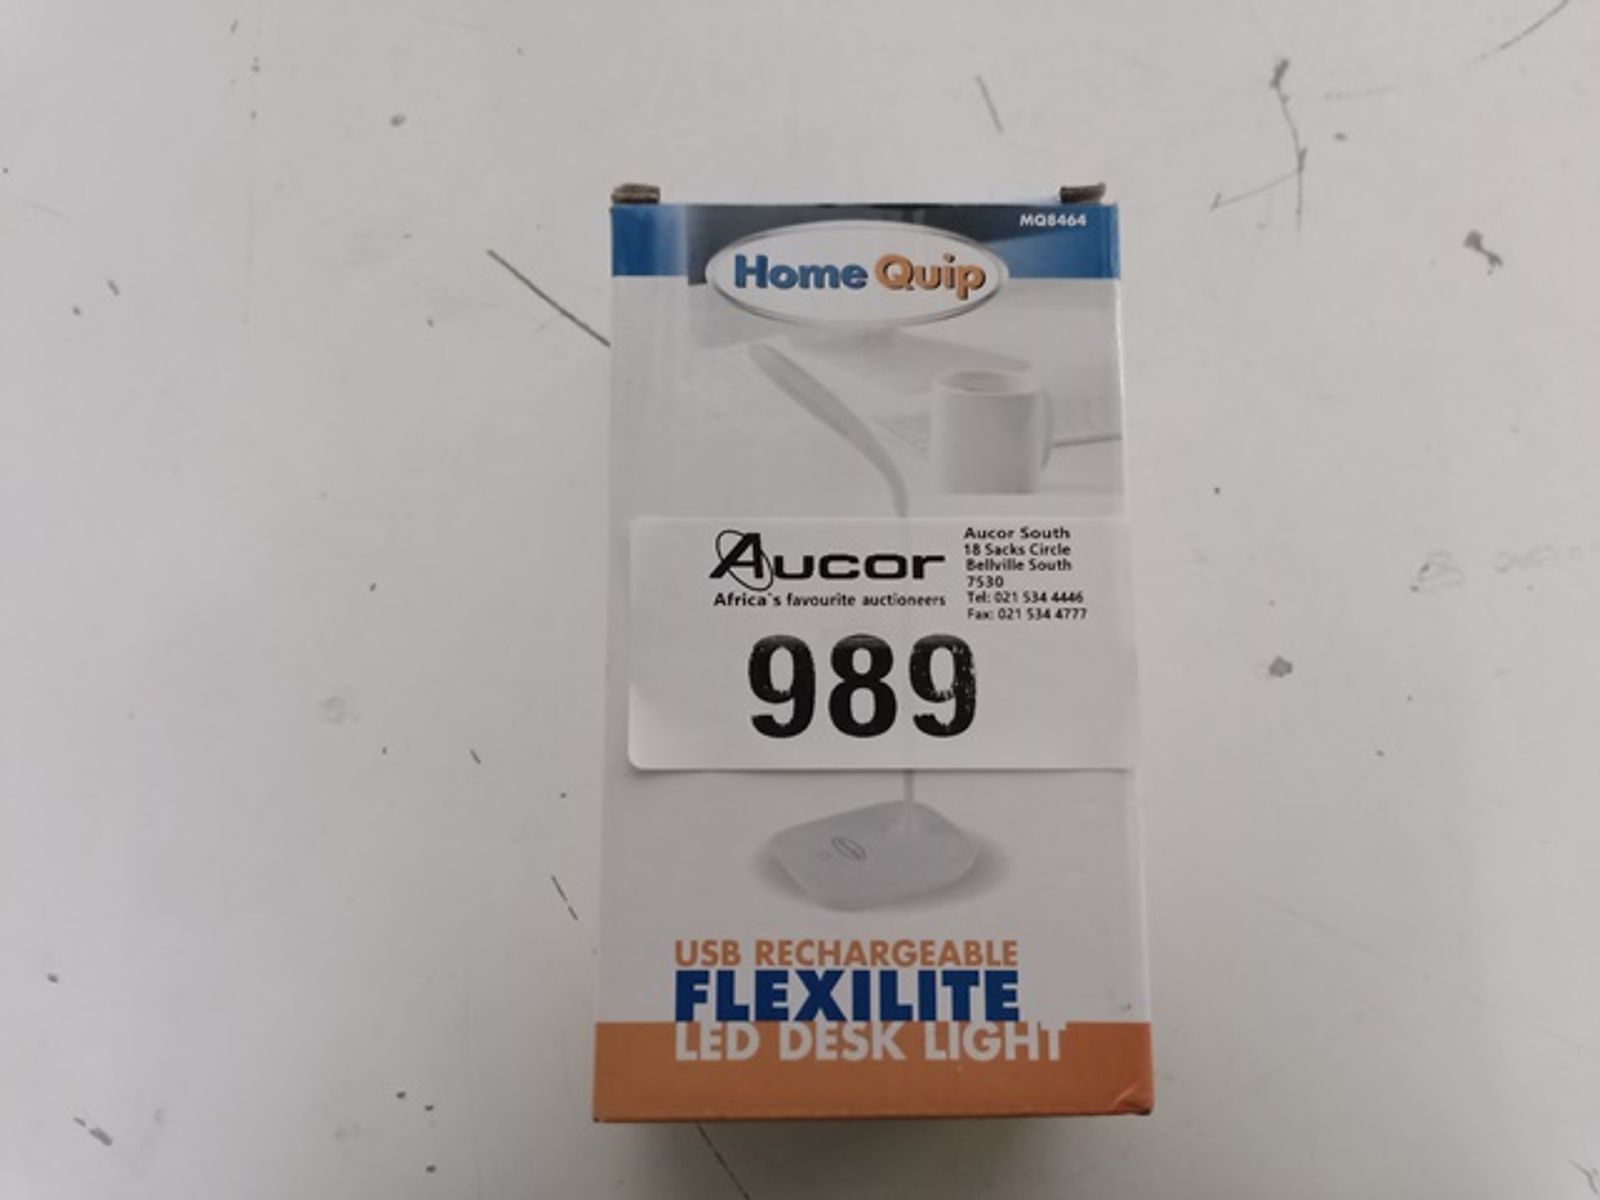 MQ8464
Home Quip
Aucor
Africa's favourite auctioneers
Aucor South
18 Sacks Circle
Bellville South
7530
Tel: 021 534 4446
Fax: 021 534 4777
989
USB RECHARGEABLE
FLEXILITE
LED DESK LIGHT